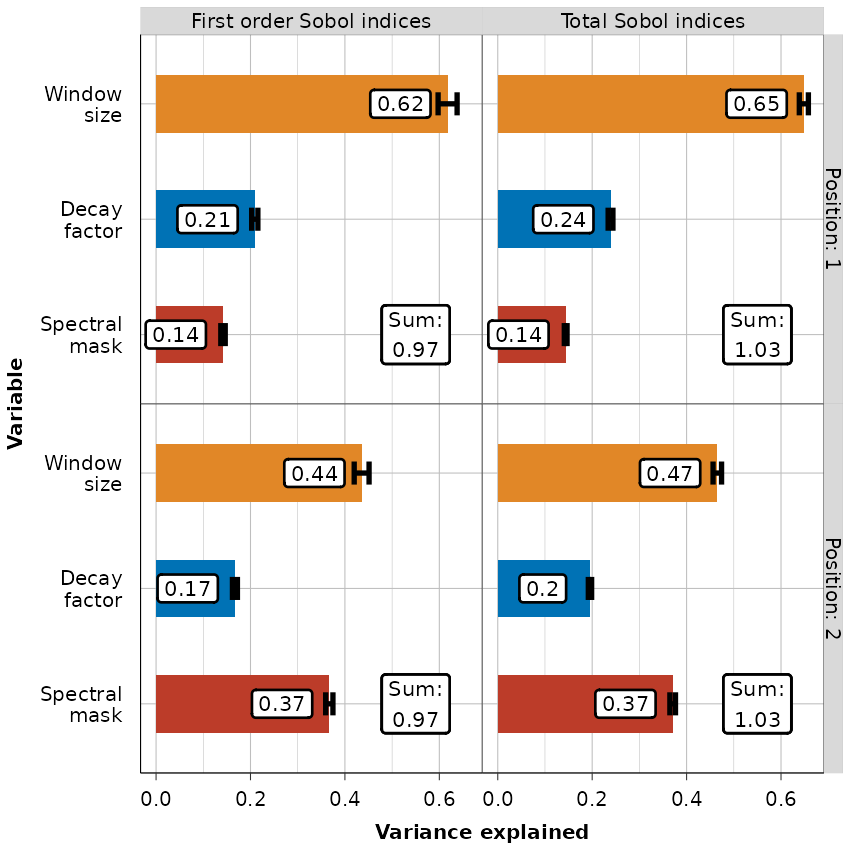 First order Sobol indices
Total Sobol indices
Window
size
0.62
0.65
Decay
factor
0.21
0.24
Spectral
mask
0.14
Sum:
0.97
0.14
Sum:
1.03
Position: 1
Variable
Window
size
0.44
0.47
Decay
factor
0.17
0.2
Spectral
mask
0.37
Sum:
0.97
0.37
Sum:
1.03
Position: 2
0.0
0.2
0.4
0.6
0.0
0.2
0.4
0.6
Variance explained